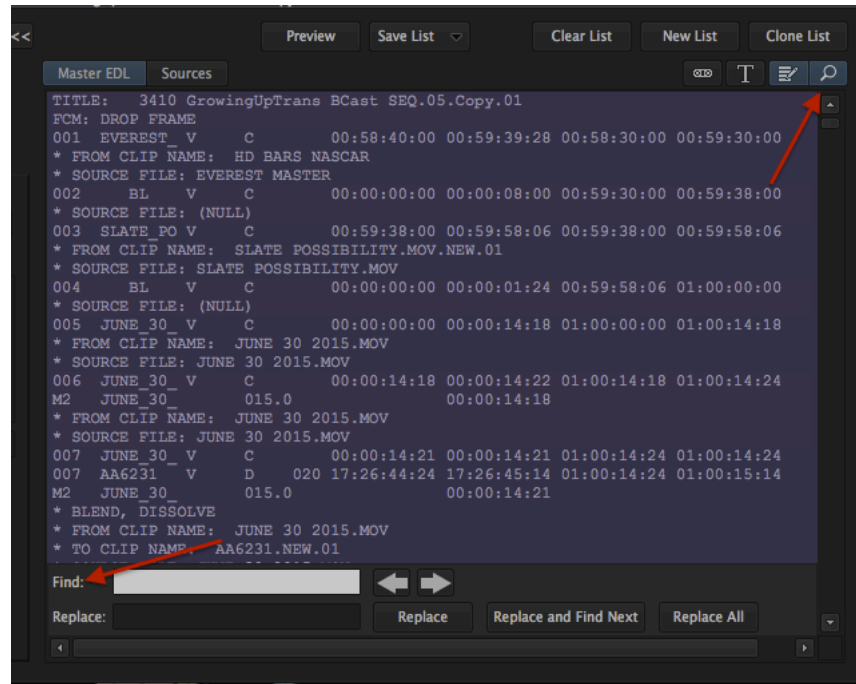 <<
Preview Save List Clear List New List Clone List
Master EDL Sources T
TITLE: 3410 GrowingUpTrans BCast SEQ.05.Copy.01
FCM: DROP FRAME
001 EVEREST_ V C 00:58:40:00 00:59:39:28 00:58:30:00 00:59:30:00
* FROM CLIP NAME: HD BARS NASCAR
* SOURCE FILE: EVEREST MASTER
002 BL V C 00:00:00:00 00:00:08:00 00:59:30:00 00:59:38:00
* SOURCE FILE: (NULL)
003 SLATE_PO V C 00:59:38:00 00:59:58:06 00:59:38:00 00:59:58:06
* FROM CLIP NAME: SLATE POSSIBILITY.MOV.NEW.01
* SOURCE FILE: SLATE POSSIBILITY.MOV
004 BL V C 00:00:00:00 00:00:01:24 00:59:58:06 01:00:00:00
* SOURCE FILE: (NULL)
005 JUNE_30_ V C 00:00:00:00 00:00:14:18 01:00:00:00 01:00:14:18
* FROM CLIP NAME: JUNE 30 2015.MOV
* SOURCE FILE: JUNE 30 2015.MOV
006 JUNE_30_ V C 00:00:14:18 00:00:14:22 01:00:14:18 01:00:14:24
M2 JUNE_30_ 015.0 00:00:14:18
* FROM CLIP NAME: JUNE 30 2015.MOV
* SOURCE FILE: JUNE 30 2015.MOV
007 JUNE_30_ V C 00:00:14:21 00:00:14:21 01:00:14:24 01:00:14:24
007 AA6231 V D 020 17:26:44:24 17:26:45:14 01:00:14:24 01:00:15:14
M2 JUNE_30_ 015.0 00:00:14:21
* BLEND, DISSOLVE
* FROM CLIP NAME: JUNE 30 2015.MOV
* TO CLIP NAME: AA6231.NEW.01
Find:
Replace: Replace Replace and Find Next Replace All